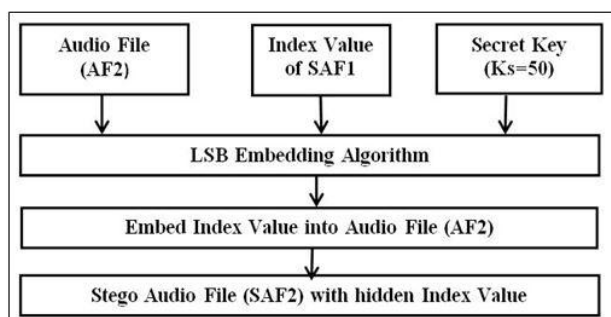 Audio File
(AF2)
Index Value
of SAF1
Secret Key
(Ks=50)
LSB Embedding Algorithm
Embed Index Value into Audio File (AF2)
Stego Audio File (SAF2) with hidden Index Value